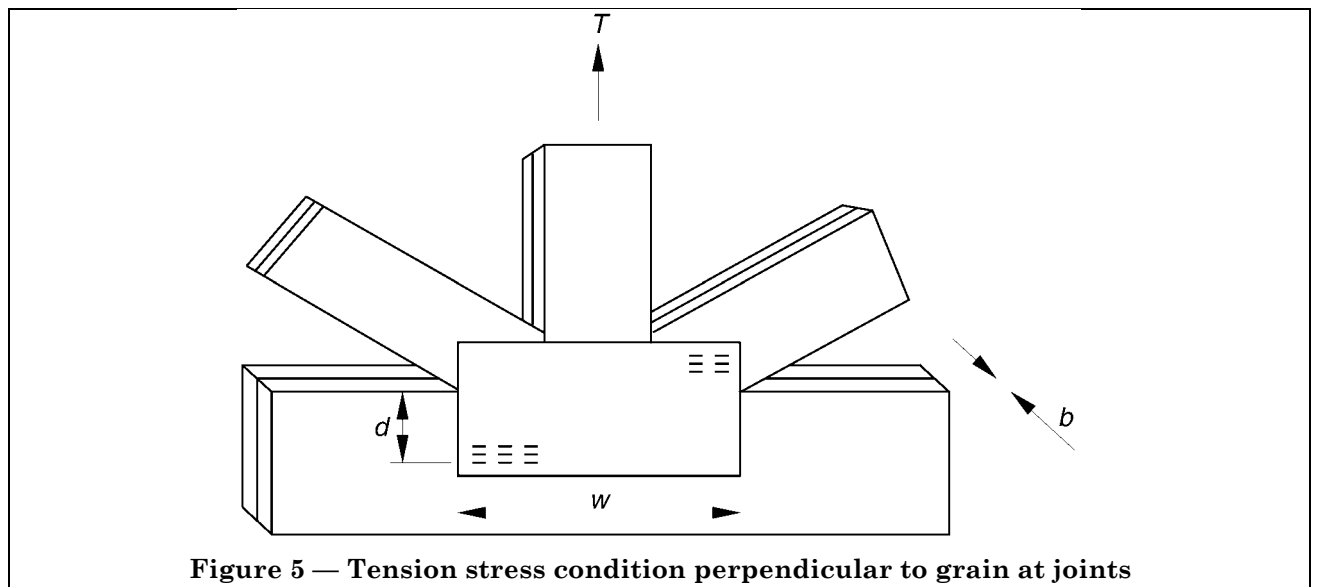 T
d
b
w
Figure 5 — Tension stress condition perpendicular to grain at joints